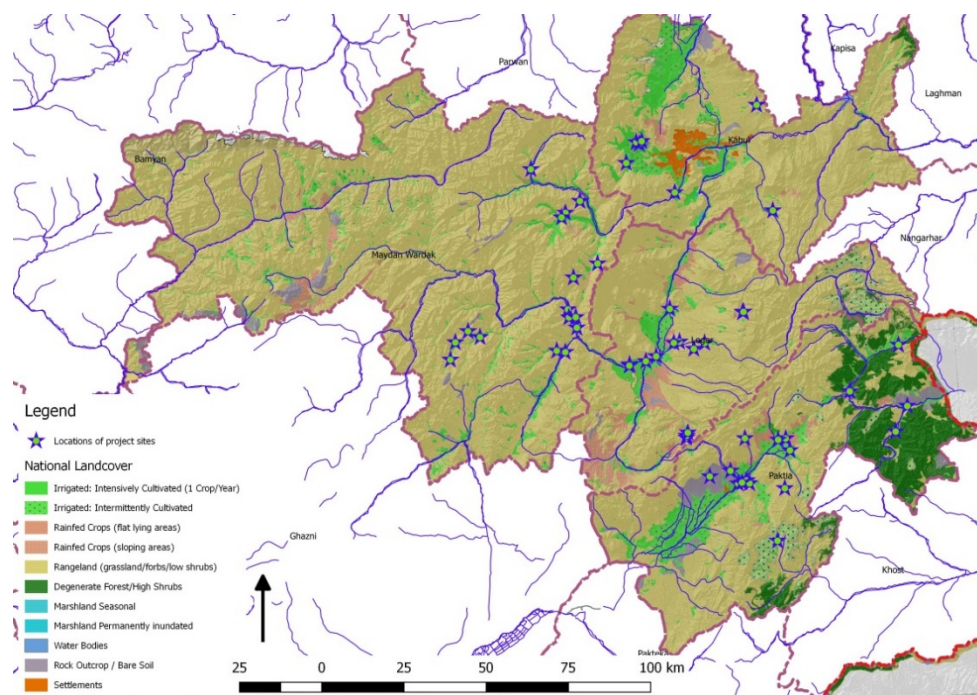 Parwan
Kapisa
Laghman
Kabul
Bamyan
Nangarhar
Maydan Wardak
Logar
Paktia
Ghazni
Khost
Legend
Locations of project sites
National Landcover
Irrigated: Intensively Cultivated (1 Crop/Year)
Irrigated: Intermittently Cultivated
Rainfed Crops (flat lying areas)
Rainfed Crops (sloping areas)
Rangeland (grassland/forbs/low shrubs)
Degenerate Forest/High Shrubs
Marshland Seasonal
Marshland Permanently inundated
Water Bodies
Rock Outcrop / Bare Soil
Settlements
Paktika
25 0 25 50 75 100 km